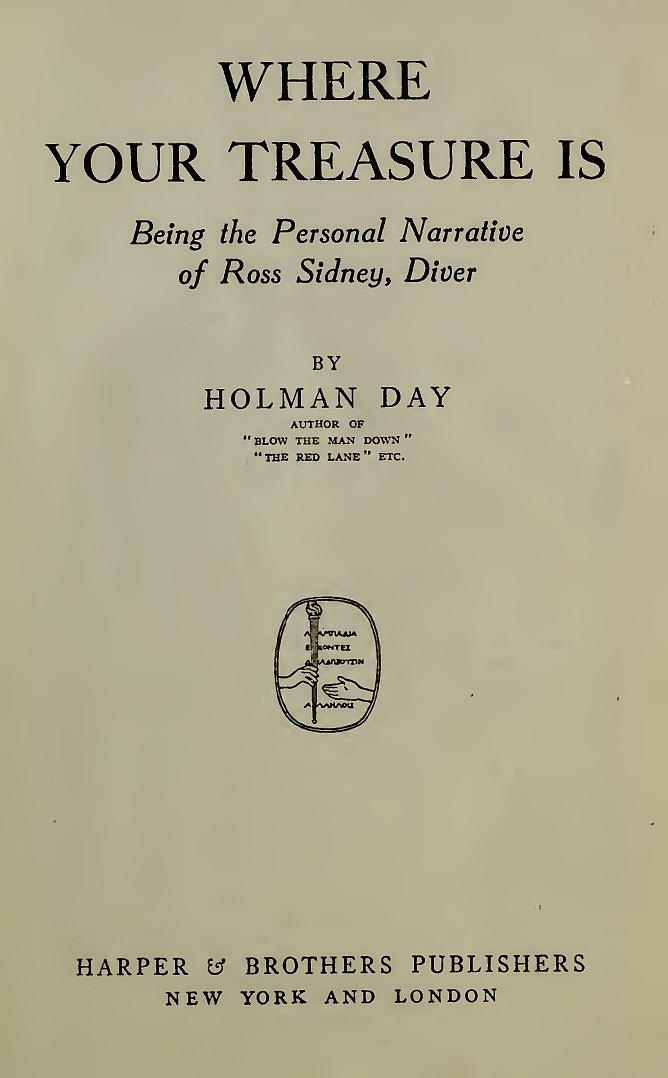 WHERE
YOUR TREASURE IS
Being the Personal Narrative
of Ross Sidney, Diver
BY
HOLMAN DAY
AUTHOR OF
"BLOW THE MAN DOWN"
"THE RED LANE" ETC.
HARPER & BROTHERS PUBLISHERS
NEW YORK AND LONDON